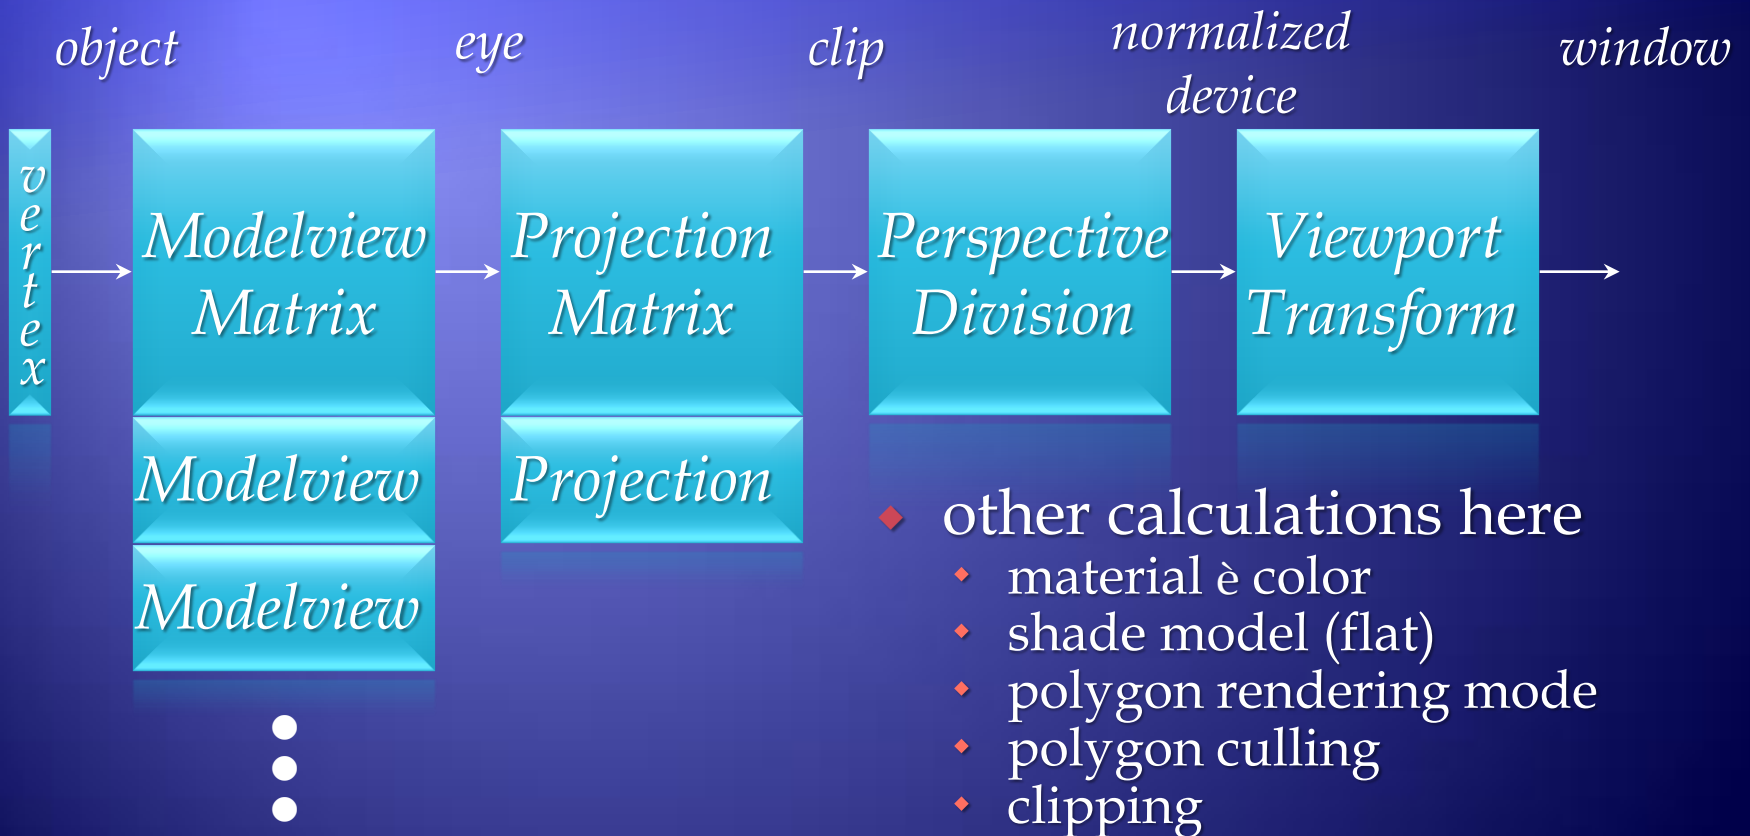 object
eye
clip
normalized
device
window
vertex
Modelview
Matrix
Projection
Matrix
Perspective
Division
Viewport
Transform
Modelview
Projection
Modelview
other calculations here
material è color
shade model (flat)
polygon rendering mode
polygon culling
clipping